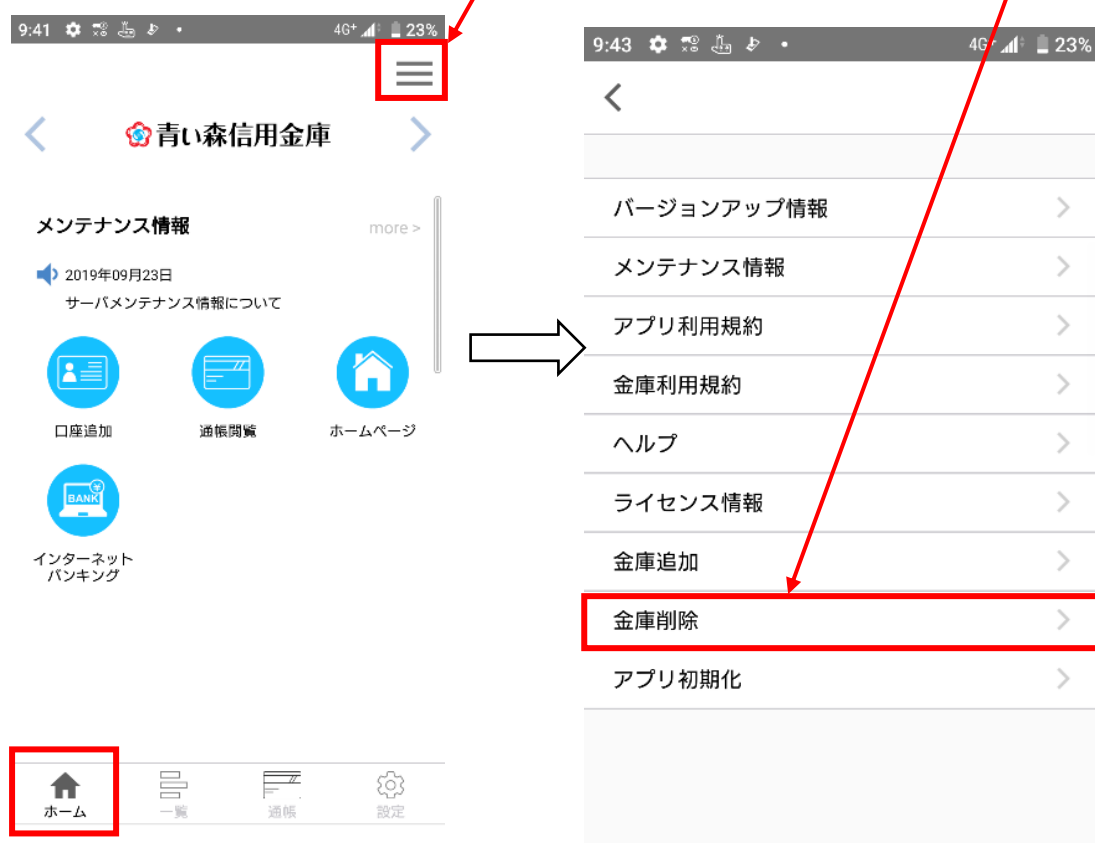 9:41
4G+
23%
青い森信用金庫
メンテナンス情報
more >
2019年09月23日
サーバメンテナンス情報について
口座追加
通帳閲覧
ホームページ
BANK
インターネット
バンキング
ホーム
一覧
通帳
設定
9:43
4G+
23%
バージョンアップ情報
メンテナンス情報
アプリ利用規約
金庫利用規約
ヘルプ
ライセンス情報
金庫追加
金庫削除
アプリ初期化